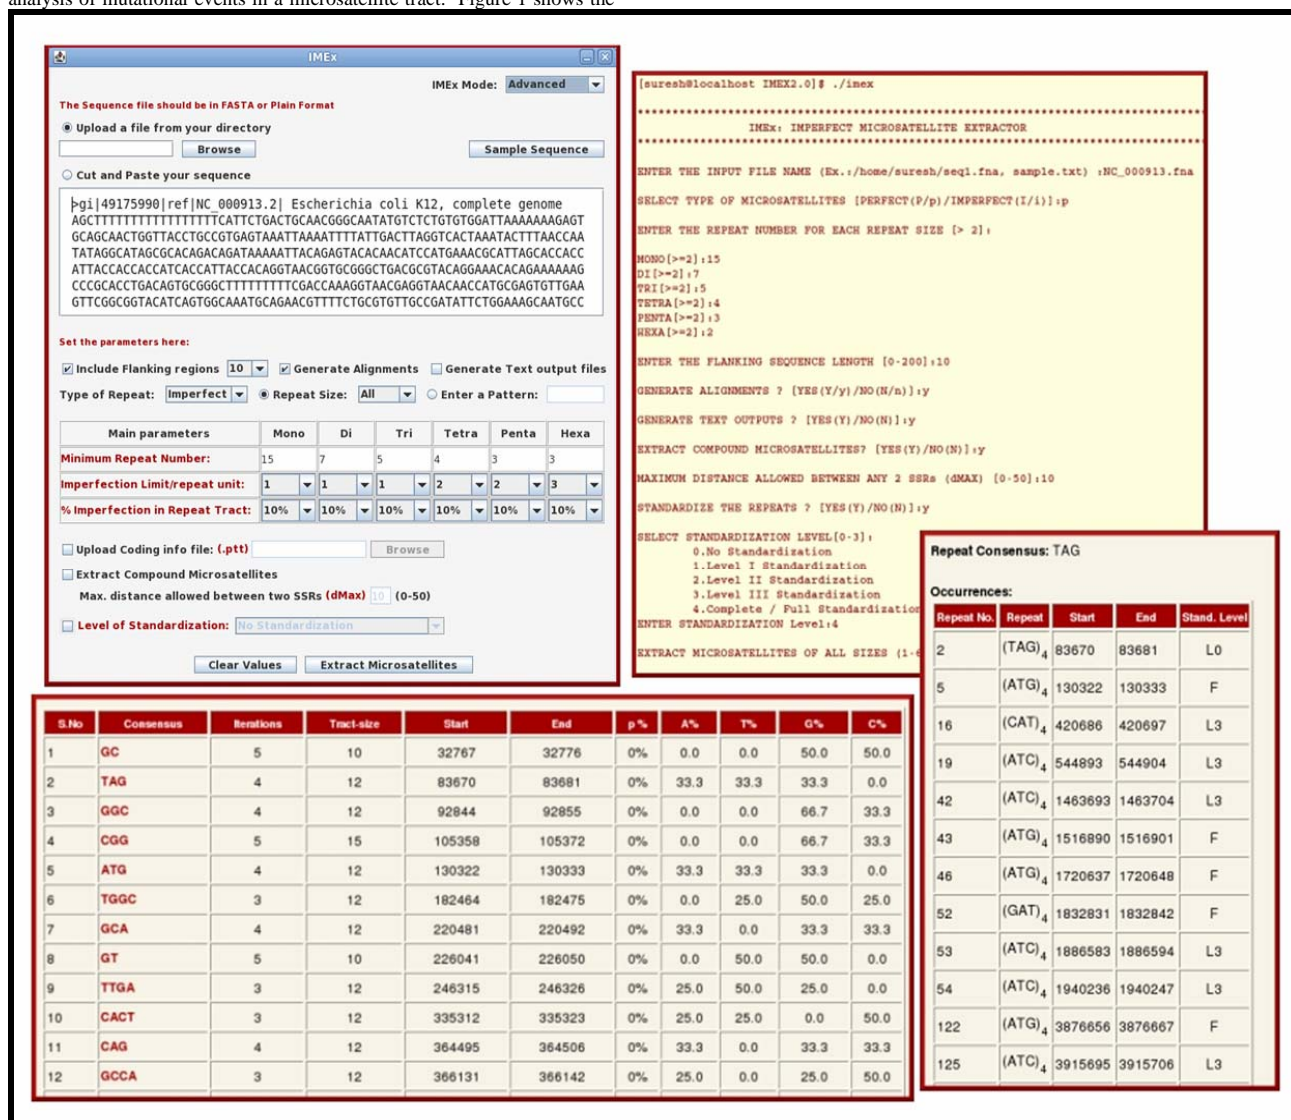 analysis of mutational events in a microsatellite tract. Figure 1 shows the
IMEx
IMEx Mode: Advanced
The Sequence file should be in FASTA or Plain Format
Upload a file from your directory
Browse Sample Sequence
Cut and Paste your sequence
>gi|49175990|ref|NC_000913.2| Escherichia coli K12, complete genome
AGCTTTTTTTTTTTTTTTTTTCATTCTGACTGCAACGGGCAATATGTCTCTGTGTGGATTAAAAAAAGAGT
GCAGCAACTGGTTACCTGCCGTGAGTAAATTAAAATTTTATTGACTTAGGTCACTAAATACTTTAACCAA
TATAGGCATAGCGCACAGACAGATAAAAATTACAGAGTACACAACATCCATGAAACGCATTAGCACCACC
ATTACCACCACCATCACCATTACCACAGGTAACGGTGCGGGCTGACGCGTACAGGAAACACAGAAAAAAG
CCCGCACCTGACAGTGCGGGCTTTTTTTTTCGACCAAAGGTAACGAGGTAACAACCATGCGAGTGTTGAA
GTTCGGCGGTACATCAGTGGCAAATGCAGAACGTTTTCTGCGTGTTGCCGATATTCTGGAAAGCAATGCC
Set the parameters here:
Include Flanking regions 10 Generate Alignments Generate Text output files
Type of Repeat: Imperfect Repeat Size: All Enter a Pattern:
Main parameters Mono Di Tri Tetra Penta Hexa
Minimum Repeat Number: 15 7 5 4 3 3
Imperfection Limit/repeat unit: 1 1 1 2 2 3
% Imperfection in Repeat Tract: 10% 10% 10% 10% 10% 10%
Upload Coding info file: (.ptt) Browse
Extract Compound Microsatellites
Max. distance allowed between two SSRs (dMax) 10 (0-50)
Level of Standardization: No Standardization
Clear Values Extract Microsatellites
[suresh@localhost IMEX2.0]$ ./imex
IMEx: IMPERFECT MICROSATELLITE EXTRACTOR
ENTER THE INPUT FILE NAME (Ex.:/home/suresh/seq1.fna, sample.txt) :NC_000913.fna
SELECT TYPE OF MICROSATELLITES [PERFECT(P/p)/IMPERFECT(I/i)]:p
ENTER THE REPEAT NUMBER FOR EACH REPEAT SIZE [> 2]:
MONO[>=2]:15
DI[>=2]:7
TRI[>=2]:5
TETRA[>=2]:4
PENTA[>=2]:3
HEXA[>=2]:2
ENTER THE FLANKING SEQUENCE LENGTH [0-200]:10
GENERATE ALIGNMENTS ? [YES(Y/y)/NO(N/n)]:y
GENERATE TEXT OUTPUTS ? [YES(Y)/NO(N)]:y
EXTRACT COMPOUND MICROSATELLITES? [YES(Y)/NO(N)]:y
MAXIMUM DISTANCE ALLOWED BETWEEN ANY 2 SSRs (dMAX) [0-50]:10
STANDARDIZE THE REPEATS ? [YES(Y)/NO(N)]:y
SELECT STANDARDIZATION LEVEL[0-3]:
0.No Standardization
1.Level I Standardization
2.Level II Standardization
3.Level III Standardization
4.Complete / Full Standardization
ENTER STANDARDIZATION Level:4
EXTRACT MICROSATELLITES OF ALL SIZES (1-6
Repeat Consensus: TAG
Occurrences:
Repeat No. Repeat Start End Stand. Level
2 (TAG)4 83670 83681 L0
5 (ATG)4 130322 130333 F
16 (CAT)4 420686 420697 L3
19 (ATC)4 544893 544904 L3
42 (ATC)4 1463693 1463704 L3
43 (ATG)4 1516890 1516901 F
46 (ATG)4 1720637 1720648 F
52 (GAT)4 1832831 1832842 F
53 (ATC)4 1886583 1886594 L3
54 (ATC)4 1940236 1940247 L3
122 (ATG)4 3876656 3876667 F
125 (ATC)4 3915695 3915706 L3
S.No Consensus Iterations Tract-size Start End p% A% T% G% C%
1 GC 5 10 32767 32776 0% 0.0 0.0 50.0 50.0
2 TAG 4 12 83670 83681 0% 33.3 33.3 33.3 0.0
3 GGC 4 12 92844 92855 0% 0.0 0.0 66.7 33.3
4 CGG 5 15 105358 105372 0% 0.0 0.0 66.7 33.3
5 ATG 4 12 130322 130333 0% 33.3 33.3 33.3 0.0
6 TGGC 3 12 182464 182475 0% 0.0 25.0 50.0 25.0
7 GCA 4 12 220481 220492 0% 33.3 0.0 33.3 33.3
8 GT 5 10 226041 226050 0% 0.0 50.0 50.0 0.0
9 TTGA 3 12 246315 246326 0% 25.0 50.0 25.0 0.0
10 CACT 3 12 335312 335323 0% 25.0 25.0 0.0 50.0
11 CAG 4 12 364495 364506 0% 33.3 0.0 33.3 33.3
12 GCCA 3 12 366131 366142 0% 25.0 0.0 25.0 50.0